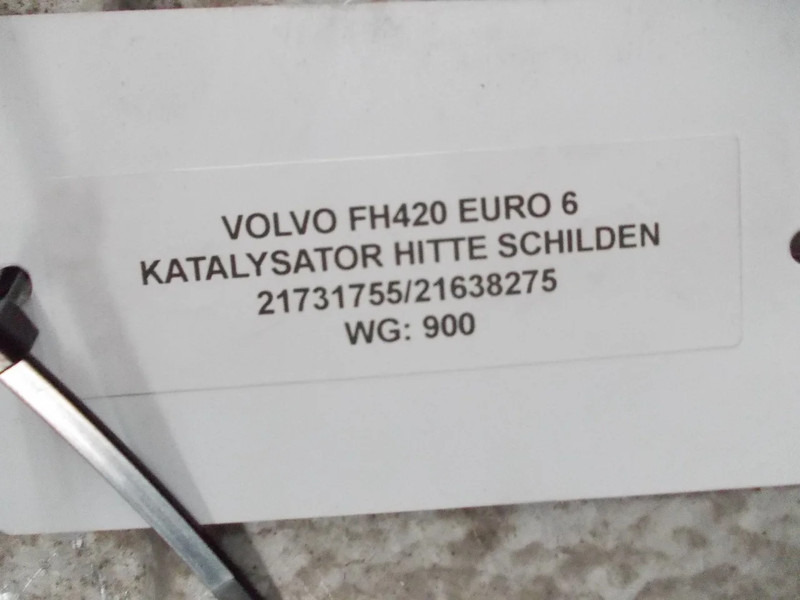 VOLVO FH420 EURO 6
KATALYSATOR HITTE SCHILDEN
21731755/21638275
WG: 900